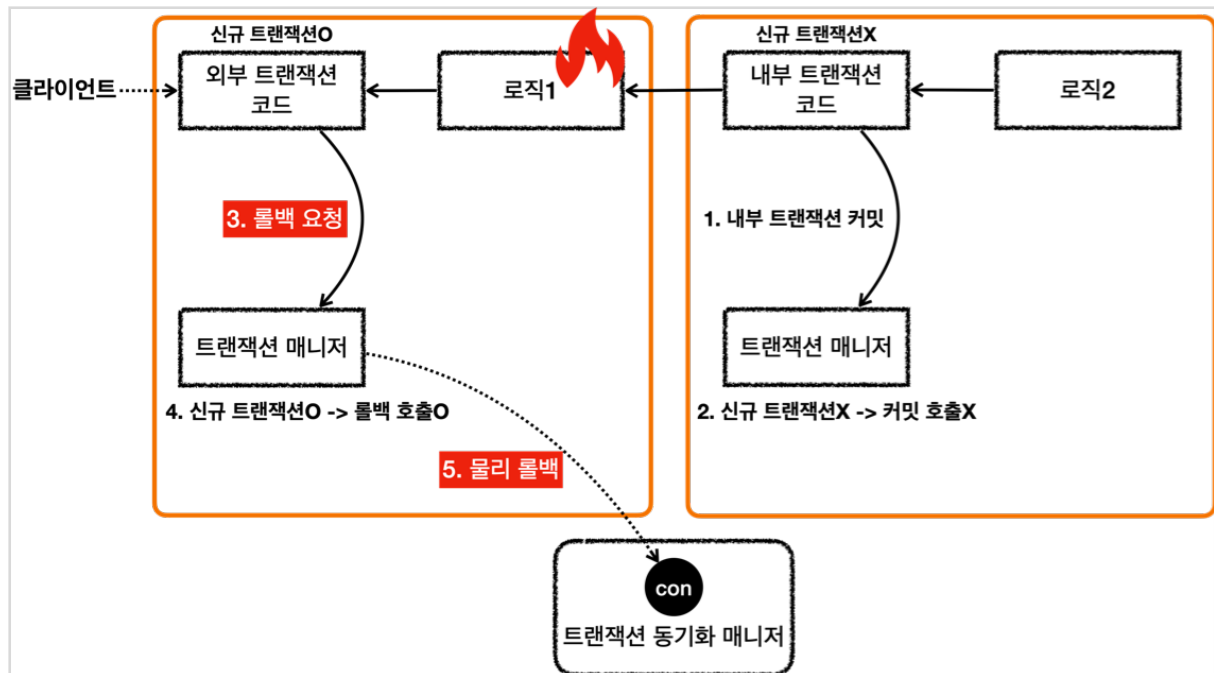 신규 트랜잭션O
신규 트랜잭션X
클라이언트
외부 트랜잭션
코드
로직1
내부 트랜잭션
코드
로직2
3. 롤백 요청
1. 내부 트랜잭션 커밋
트랜잭션 매니저
트랜잭션 매니저
4. 신규 트랜잭션O -> 롤백 호출O
2. 신규 트랜잭션X -> 커밋 호출X
5. 물리 롤백
con
트랜잭션 동기화 매니저